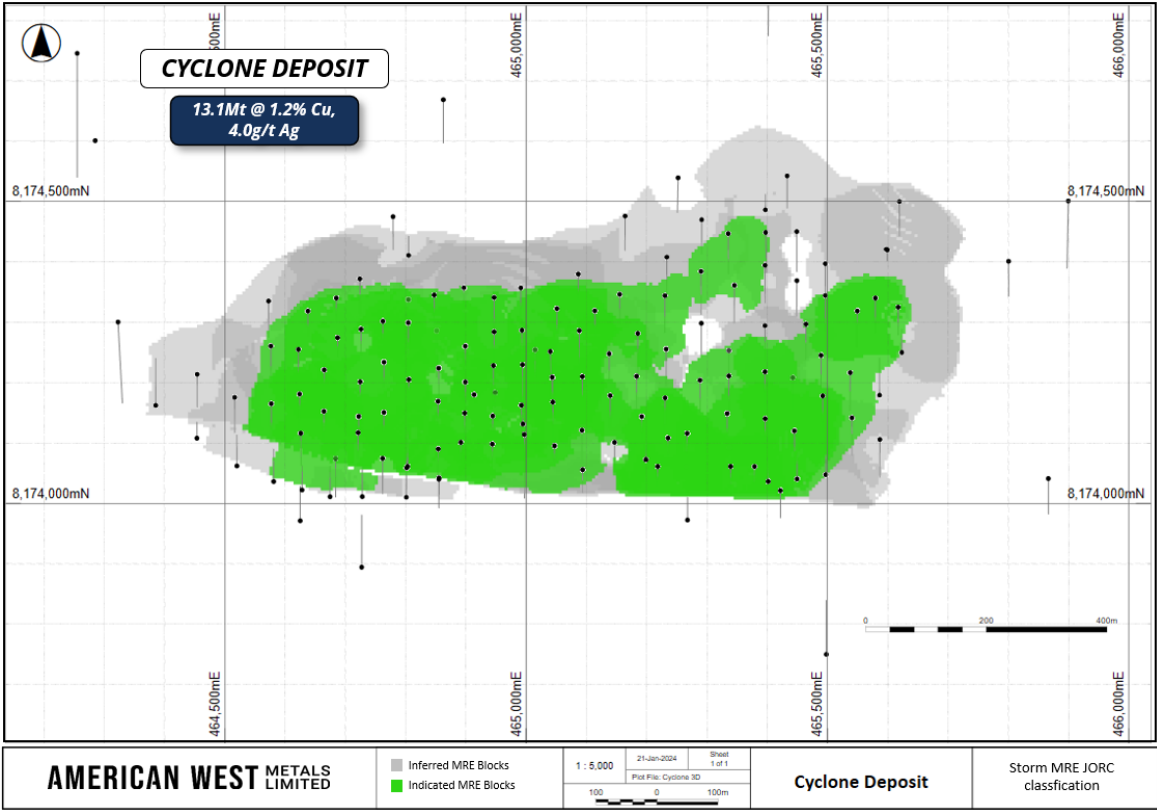 CYCLONE DEPOSIT
13.1Mt @ 1.2% Cu,
4.0g/t Ag
500mE
465,000mE
465,500mE
466,000mE
8,174,500mN
8,174,500mN
8,174,000mN
8,174,000mN
0
200
400m
464,500mE
465,000mE
465,500mE
466,000mE
AMERICAN WEST METALS
LIMITED
Inferred MRE Blocks
Indicated MRE Blocks
1 : 5,000
21-Jan-2024
Sheet
1 of 1
Plot File: Cyclone 3D
100
0
100m
Cyclone Deposit
Storm MRE JORC
classfication